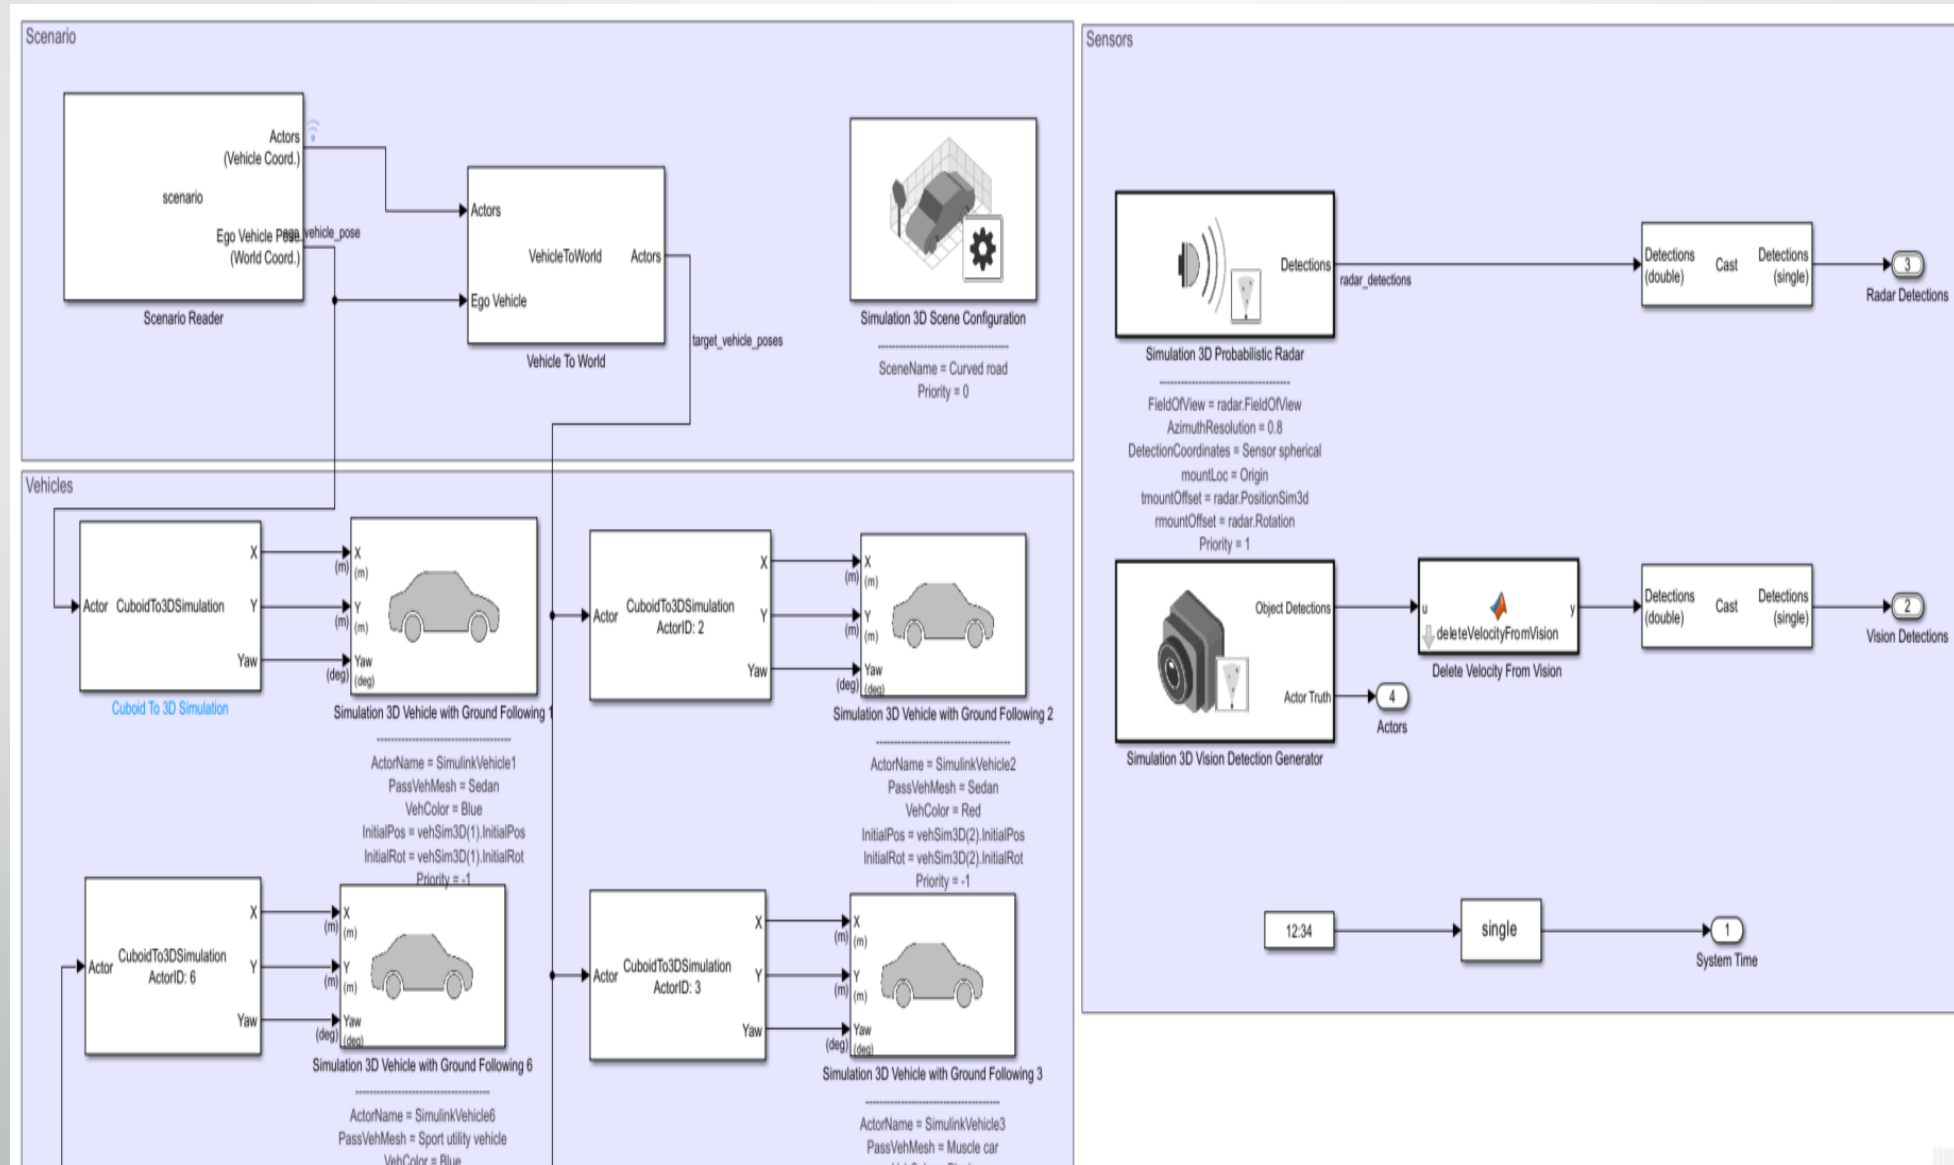 Scenario
Actors
(Vehicle Coord.)
scenario
Ego Vehicle Pose
(World Coord.)
vehicle_pose
Scenario Reader
Actors
VehicleToWorld
Actors
Ego Vehicle
Vehicle To World
target_vehicle_poses
Simulation 3D Scene Configuration
SceneName = Curved road
Priority = 0
Vehicles
X
Actor
CuboidTo3DSimulation
Y
Yaw
Cuboid To 3D Simulation
X
(m)
(m)
Y
(m)
(m)
Yaw
(deg)
(deg)
Simulation 3D Vehicle with Ground Following 1
ActorName = SimulinkVehicle1
PassVehMesh = Sedan
VehColor = Blue
InitialPos = vehSim3D(1).InitialPos
InitialRot = vehSim3D(1).InitialRot
Priority = -1
X
Actor
CuboidTo3DSimulation
ActorID: 2
Y
Yaw
X
(m)
(m)
Y
(m)
(m)
Yaw
(deg)
(deg)
Simulation 3D Vehicle with Ground Following 2
ActorName = SimulinkVehicle2
PassVehMesh = Sedan
VehColor = Red
InitialPos = vehSim3D(2).InitialPos
InitialRot = vehSim3D(2).InitialRot
Priority = -1
X
Actor
CuboidTo3DSimulation
ActorID: 6
Y
Yaw
X
(m)
(m)
Y
(m)
(m)
Yaw
(deg)
(deg)
Simulation 3D Vehicle with Ground Following 6
ActorName = SimulinkVehicle6
PassVehMesh = Sport utility vehicle
VehColor = Blue
X
Actor
CuboidTo3DSimulation
ActorID: 3
Y
Yaw
X
(m)
(m)
Y
(m)
(m)
Yaw
(deg)
(deg)
Simulation 3D Vehicle with Ground Following 3
ActorName = SimulinkVehicle3
PassVehMesh = Muscle car
Sensors
Detections
radar_detections
Simulation 3D Probabilistic Radar
FieldOfView = radar.FieldOfView
AzimuthResolution = 0.8
DetectionCoordinates = Sensor spherical
mountLoc = Origin
tmountOffset = radar.PositionSim3d
rmountOffset = radar.Rotation
Priority = 1
Detections
(double)
Cast
Detections
(single)
3
Radar Detections
Object Detections
Actor Truth
Simulation 3D Vision Detection Generator
u
deleteVelocityFromVision
y
Delete Velocity From Vision
Detections
(double)
Cast
Detections
(single)
2
Vision Detections
4
Actors
12:34
single
1
System Time